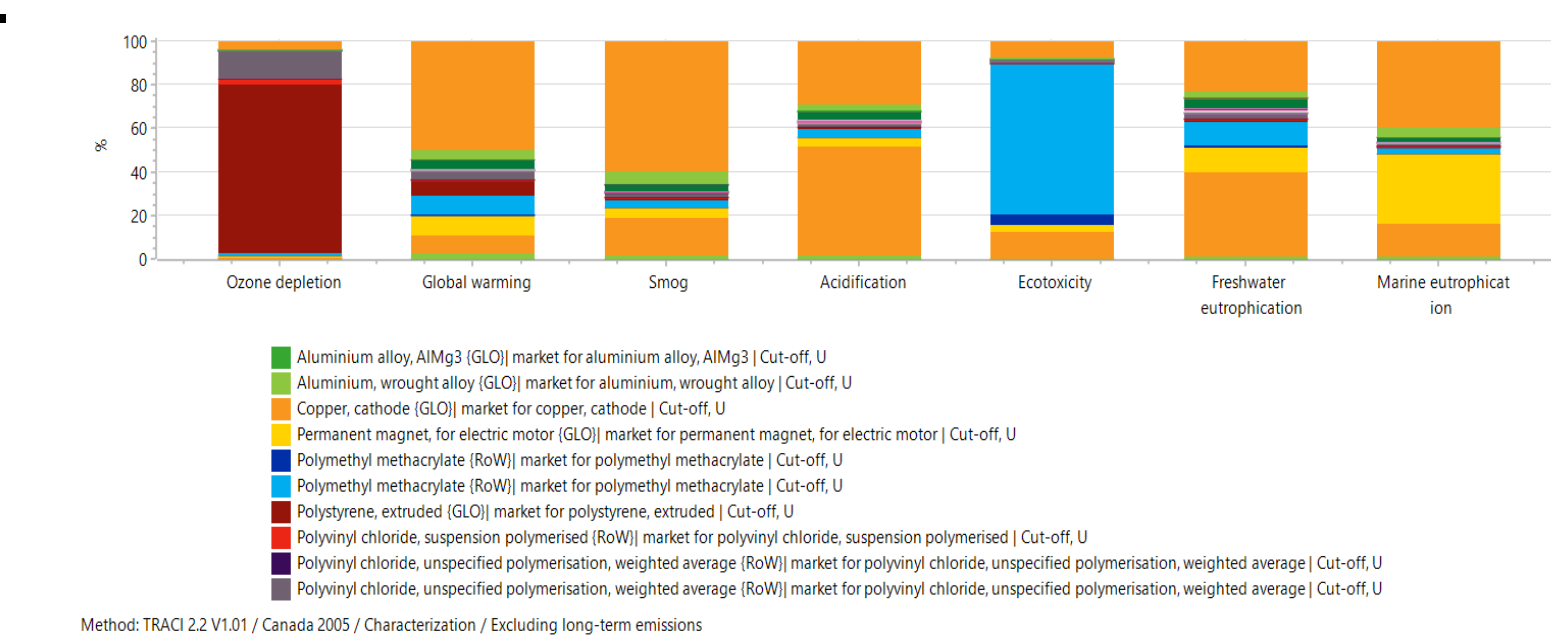 100
80
60
40
20
0
%
Ozone depletion
Global warming
Smog
Acidification
Ecotoxicity
Freshwater
eutrophication
Marine eutrophicat
ion
Aluminium alloy, AlMg3 {GLO}| market for aluminium alloy, AlMg3 | Cut-off, U
Aluminium, wrought alloy {GLO}| market for aluminium, wrought alloy | Cut-off, U
Copper, cathode {GLO}| market for copper, cathode | Cut-off, U
Permanent magnet, for electric motor {GLO}| market for permanent magnet, for electric motor | Cut-off, U
Polymethyl methacrylate {RoW}| market for polymethyl methacrylate | Cut-off, U
Polymethyl methacrylate {RoW}| market for polymethyl methacrylate | Cut-off, U
Polystyrene, extruded {GLO}| market for polystyrene, extruded | Cut-off, U
Polyvinyl chloride, suspension polymerised {RoW}| market for polyvinyl chloride, suspension polymerised | Cut-off, U
Polyvinyl chloride, unspecified polymerisation, weighted average {RoW}| market for polyvinyl chloride, unspecified polymerisation, weighted average | Cut-off, U
Polyvinyl chloride, unspecified polymerisation, weighted average {RoW}| market for polyvinyl chloride, unspecified polymerisation, weighted average | Cut-off, U
Method: TRACI 2.2 V1.01 / Canada 2005 / Characterization / Excluding long-term emissions